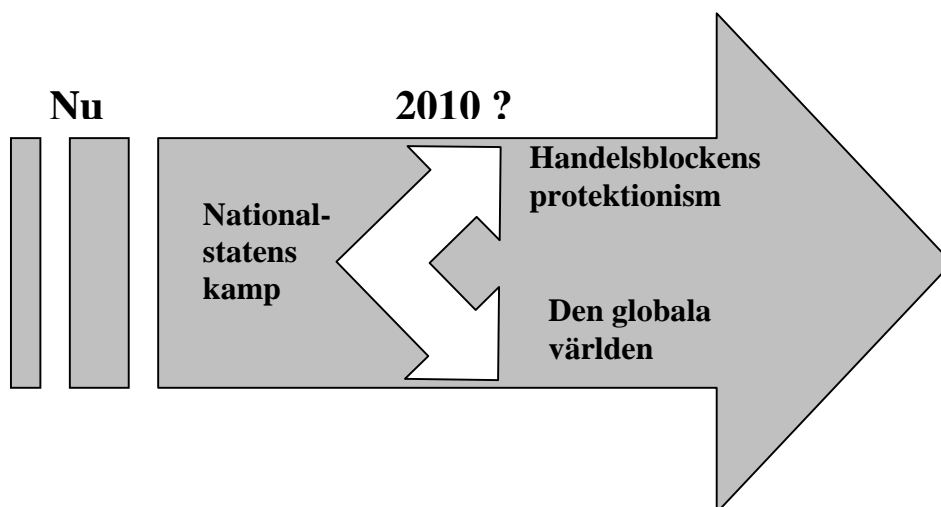 Nu
2010 ?
National-
statens
kamp
Handelsblockens
protektionism
Den globala
världen